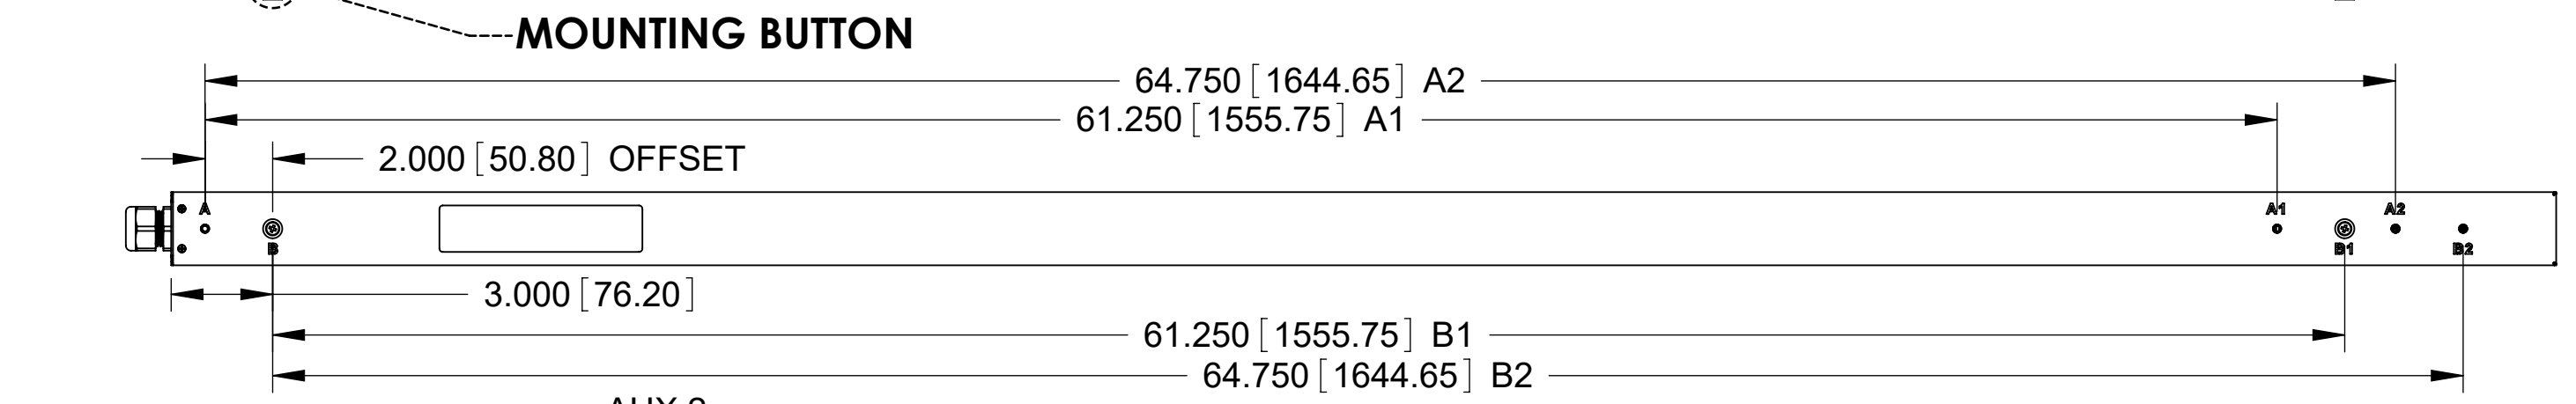 MOUNTING BUTTON
64.750 [1644.65] A2
61.250 [1555.75] A1
2.000 [50.80] OFFSET
A
A1
A2
B
B1
B2
3.000 [76.20]
61.250 [1555.75] B1
64.750 [1644.65] B2